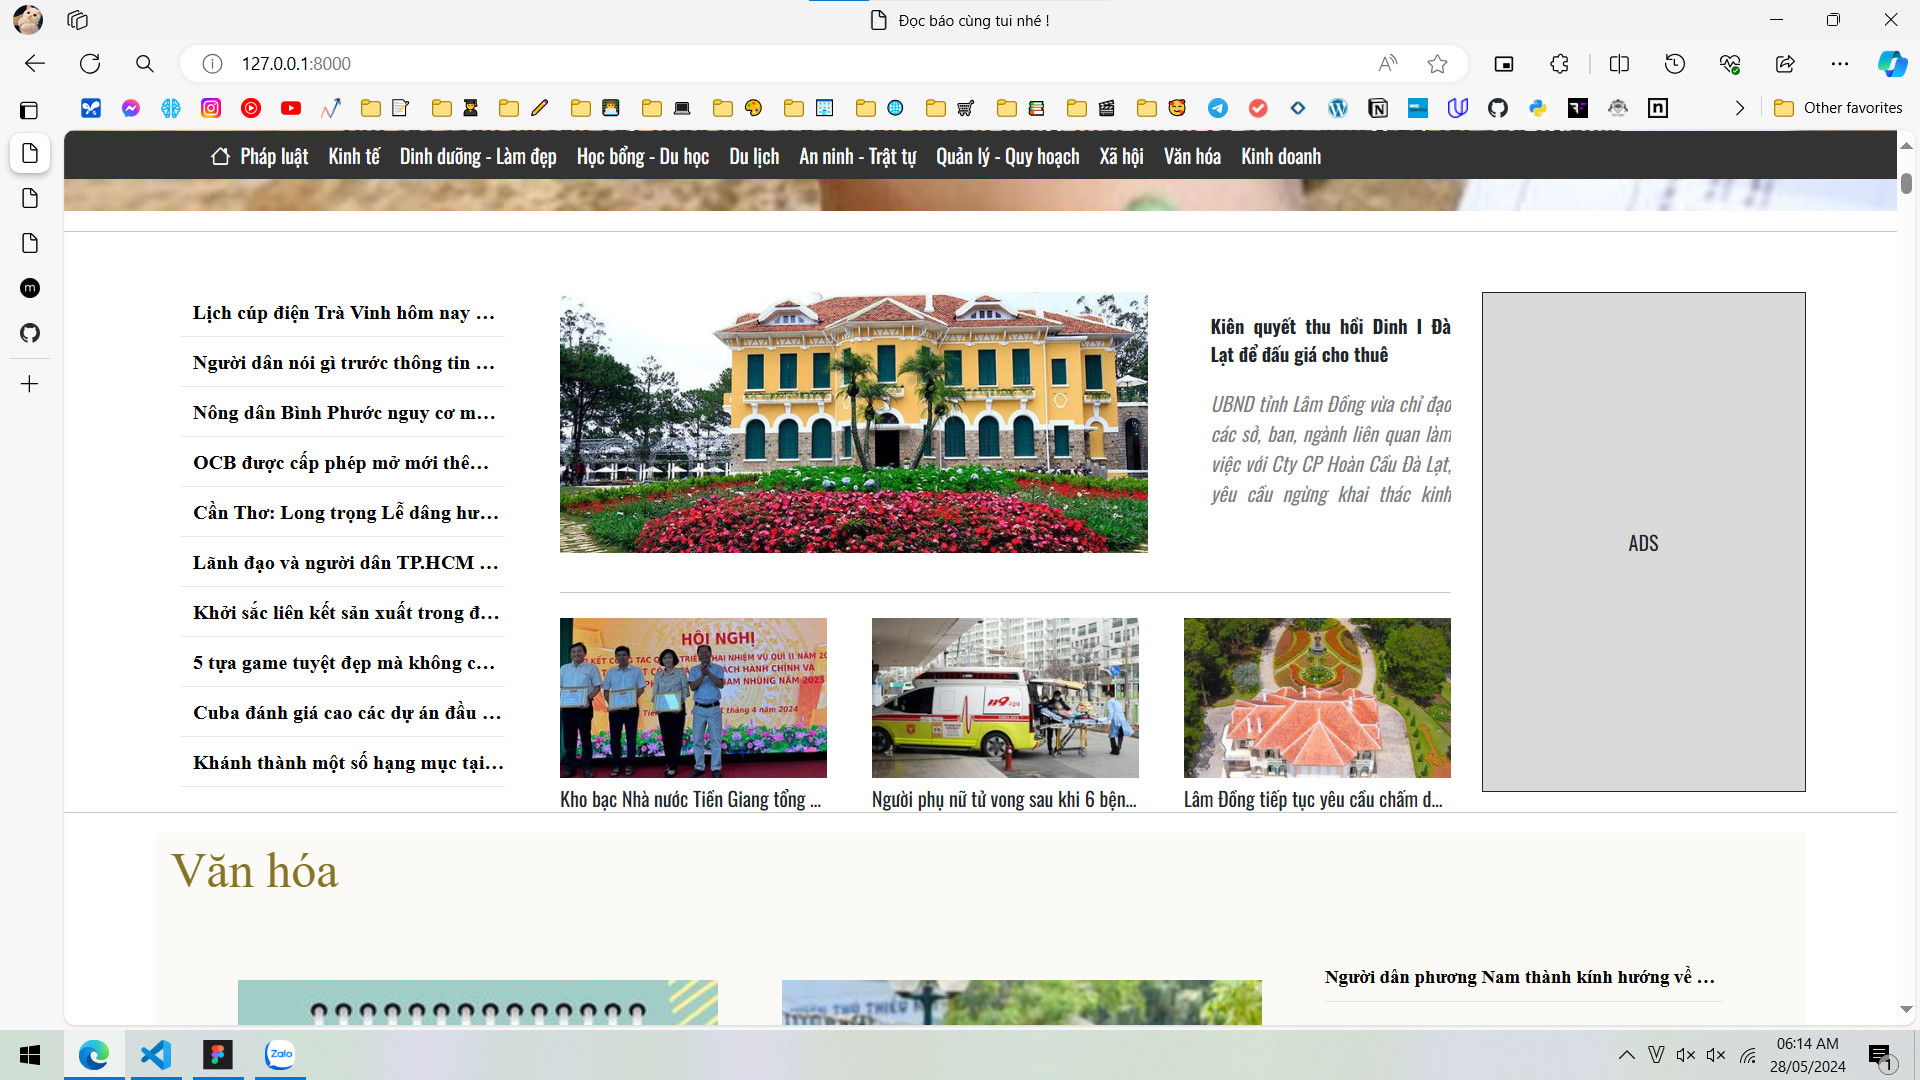 Đọc báo cùng tui nhé !
127.0.0.1:8000
Other favorites
Pháp luật Kinh tế Dinh dưỡng - Làm đẹp Học bổng - Du học Du lịch An ninh - Trật tự Quản lý - Quy hoạch Xã hội Văn hóa Kinh doanh
Lịch cúp điện Trà Vinh hôm nay ...
Người dân nói gì trước thông tin ...
Nông dân Bình Phước nguy cơ m...
OCB được cấp phép mở mới thê...
Cần Thơ: Long trọng Lễ dâng hư...
Lãnh đạo và người dân TP.HCM ...
Khởi sắc liên kết sản xuất trong đ...
5 tựa game tuyệt đẹp mà không c...
Cuba đánh giá cao các dự án đầu ...
Khánh thành một số hạng mục tại...
Kiên quyết thu hồi Dinh I Đà
Lạt để đấu giá cho thuê
UBND tỉnh Lâm Đồng vừa chỉ đạo
các sở, ban, ngành liên quan làm
việc với Cty CP Hoàn Cầu Đà Lạt,
yêu cầu ngừng khai thác kinh
ADS
HỘI NGHỊ
119
Kho bạc Nhà nước Tiền Giang tổng ...
Người phụ nữ tử vong sau khi 6 bện...
Lâm Đồng tiếp tục yêu cầu chấm d...
Văn hóa
Người dân phương Nam thành kính hướng về ...
Zalo
06:14 AM
28/05/2024
1